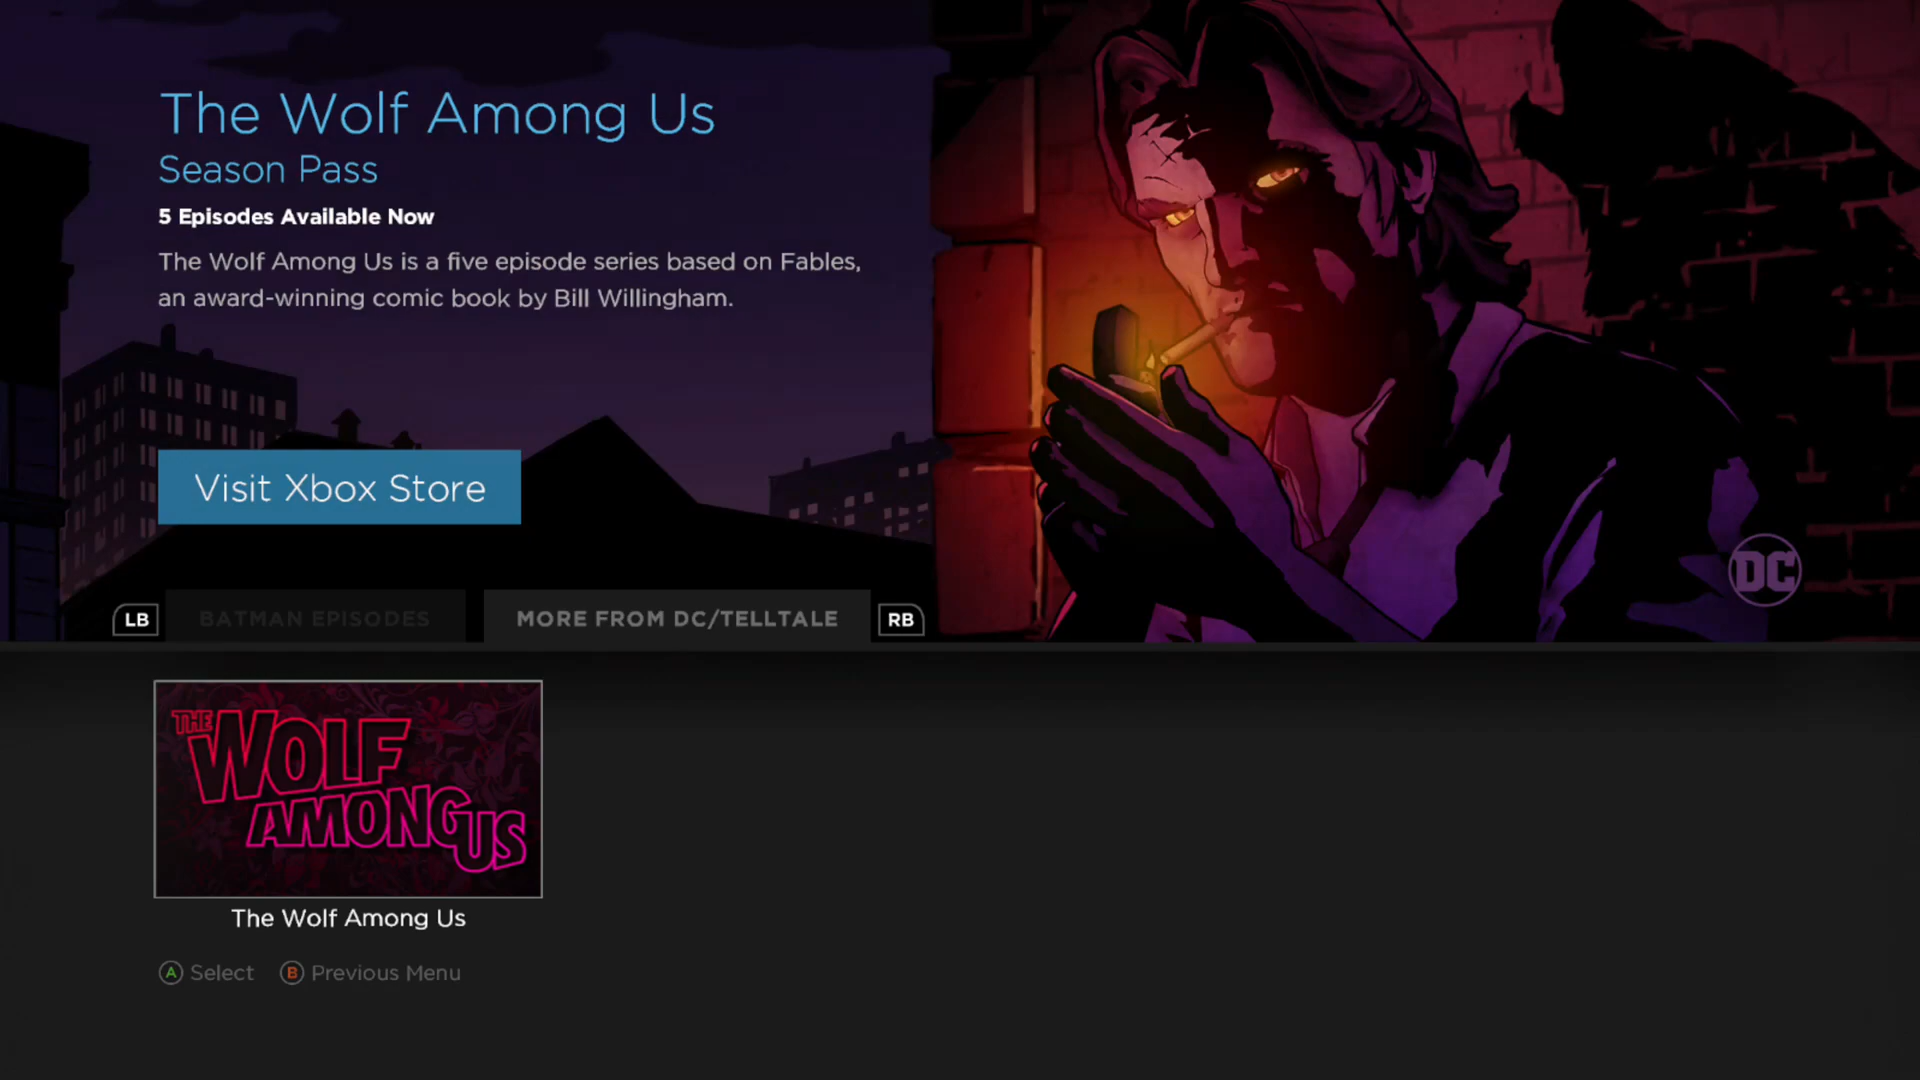 The Wolf Among Us
Season Pass
5 Episodes Available Now
The Wolf Among Us is a five episode series based on Fables,
an award-winning comic book by Bill Willingham.
Visit Xbox Store
DC
LB
BATMAN EPISODES
MORE FROM DC/TELLTALE
RB
THE
WOLF
AMONG
US
The Wolf Among Us
A Select
B Previous Menu